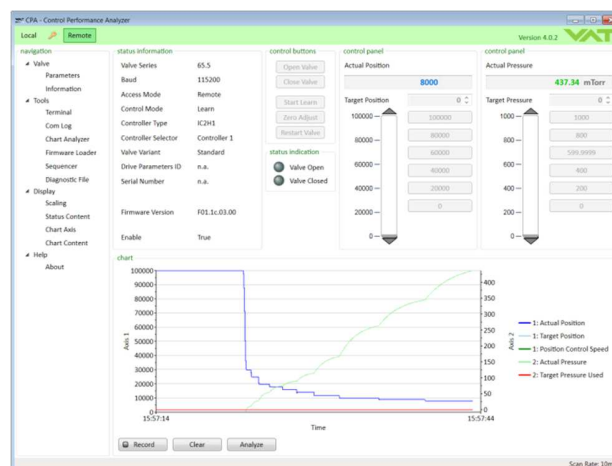 CPA - Control Performance Analyzer
Local
Remote
Version 4.0.2
VAT
navigation
Valve
Parameters
Information
Tools
Terminal
Com Log
Chart Analyzer
Firmware Loader
Sequencer
Diagnostic File
Display
Scaling
Status Content
Chart Axis
Chart Content
Help
About
status information
Valve Series 65.5
Baud 115200
Access Mode Remote
Control Mode Learn
Controller Type IC2H1
Controller Selector Controller 1
Valve Variant Standard
Drive Parameters ID n.a.
Serial Number n.a.
Firmware Version F01.1c.03.00
Enable True
control buttons
Open Valve
Close Valve
Start Learn
Zero Adjust
Restart Valve
status indication
Valve Open
Valve Closed
control panel
Actual Position
8000
Target Position 0
100000 100000
80000 80000
60000 60000
40000 40000
20000 20000
0 0
control panel
Actual Pressure
437.34 mTorr
Target Pressure 0
1000 1000
800 800
600 599.9999
400 400
200 200
0 0
chart
Axis 1
100000
90000
80000
70000
60000
50000
40000
30000
20000
10000
0
15:57:14
15:57:44
Time
Axis 2
400
350
300
250
200
150
100
50
0
1: Actual Position
1: Target Position
1: Position Control Speed
2: Actual Pressure
2: Target Pressure Used
Record
Clear
Analyze